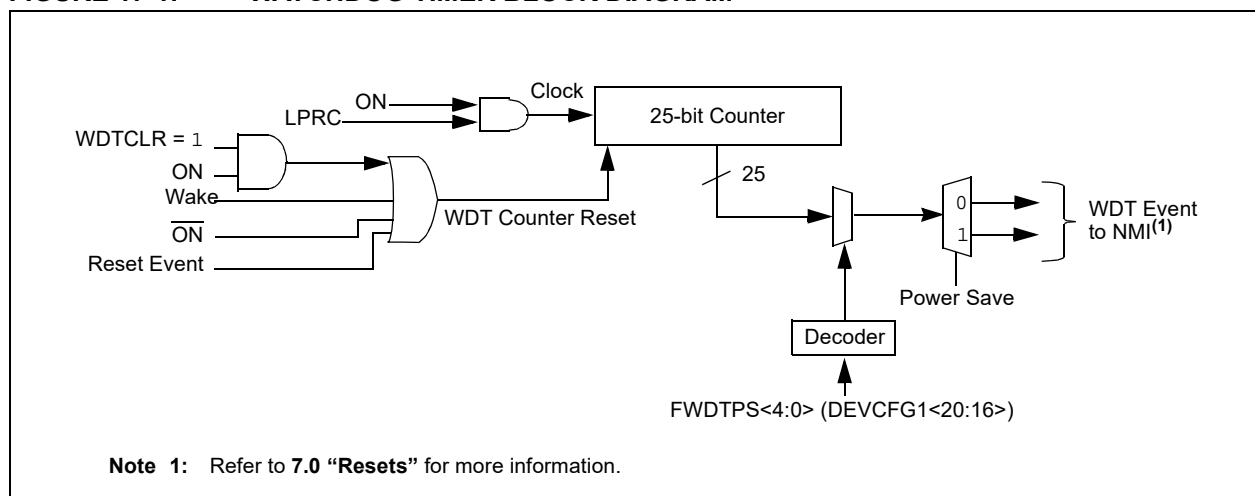 ON
LPRC
Clock
25-bit Counter
WDTCLR = 1
ON
Wake
25
WDT Counter Reset
O̅N̅
Reset Event
0
1
WDT Event
to NMI(1)
Power Save
Decoder
FWDTPS<4:0> (DEVCFG1<20:16>)
Note 1: Refer to 7.0 “Resets” for more information.